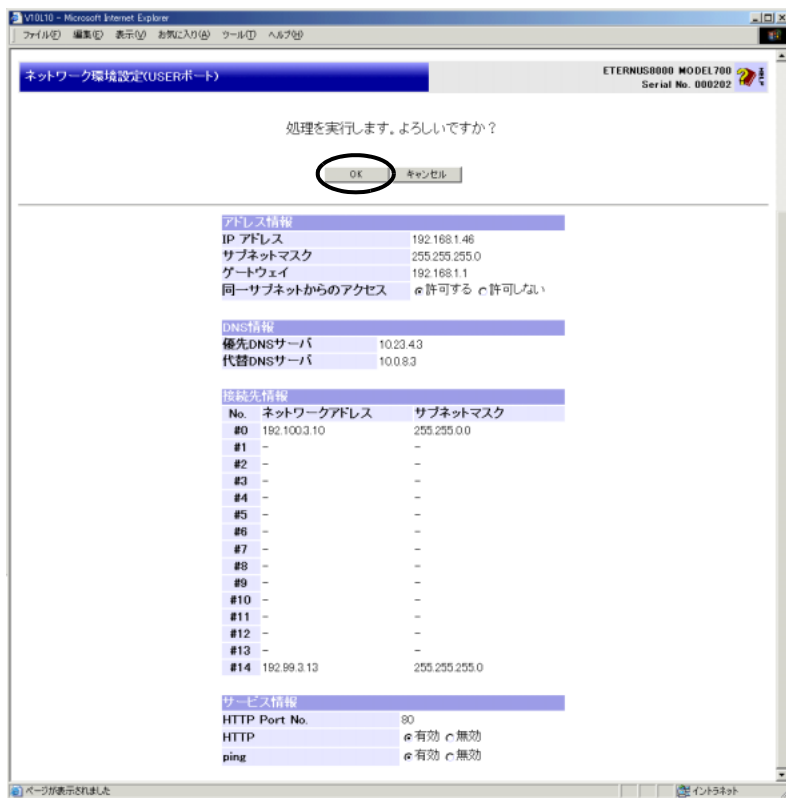 V10L10 - Microsoft Internet Explorer
ファイル(F) 編集(E) 表示(V) お気に入り(A) ツール(T) ヘルプ(H)
ネットワーク環境設定(USERポート)
ETERNUS8000 MODEL700
Serial No. 000202
処理を実行します。よろしいですか？
OK キャンセル
アドレス情報
IP アドレス 192.168.1.46
サブネットマスク 255.255.255.0
ゲートウェイ 192.168.1.1
同一サブネットからのアクセス 許可する 許可しない
DNS情報
優先DNSサーバ 10.23.4.3
代替DNSサーバ 10.0.8.3
接続先情報
No. ネットワークアドレス サブネットマスク
#0 192.100.3.10 255.255.0.0
#1 - -
#2 - -
#3 - -
#4 - -
#5 - -
#6 - -
#7 - -
#8 - -
#9 - -
#10 - -
#11 - -
#12 - -
#13 - -
#14 192.99.3.13 255.255.255.0
サービス情報
HTTP Port No. 80
HTTP 有効 無効
ping 有効 無効
ページが表示されました イントラネット